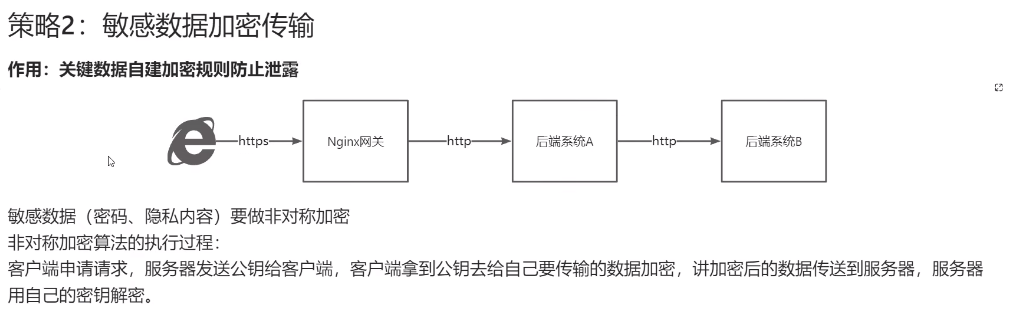 策略2：敏感数据加密传输
作用：关键数据自建加密规则防止泄露
https
Nginx网关
http
后端系统A
http
后端系统B
敏感数据（密码、隐私内容）要做非对称加密
非对称加密算法的执行过程：
客户端申请请求，服务器发送公钥给客户端，客户端拿到公钥去给自己要传输的数据加密，讲加密后的数据传送到服务器，服务器
用自己的密钥解密。